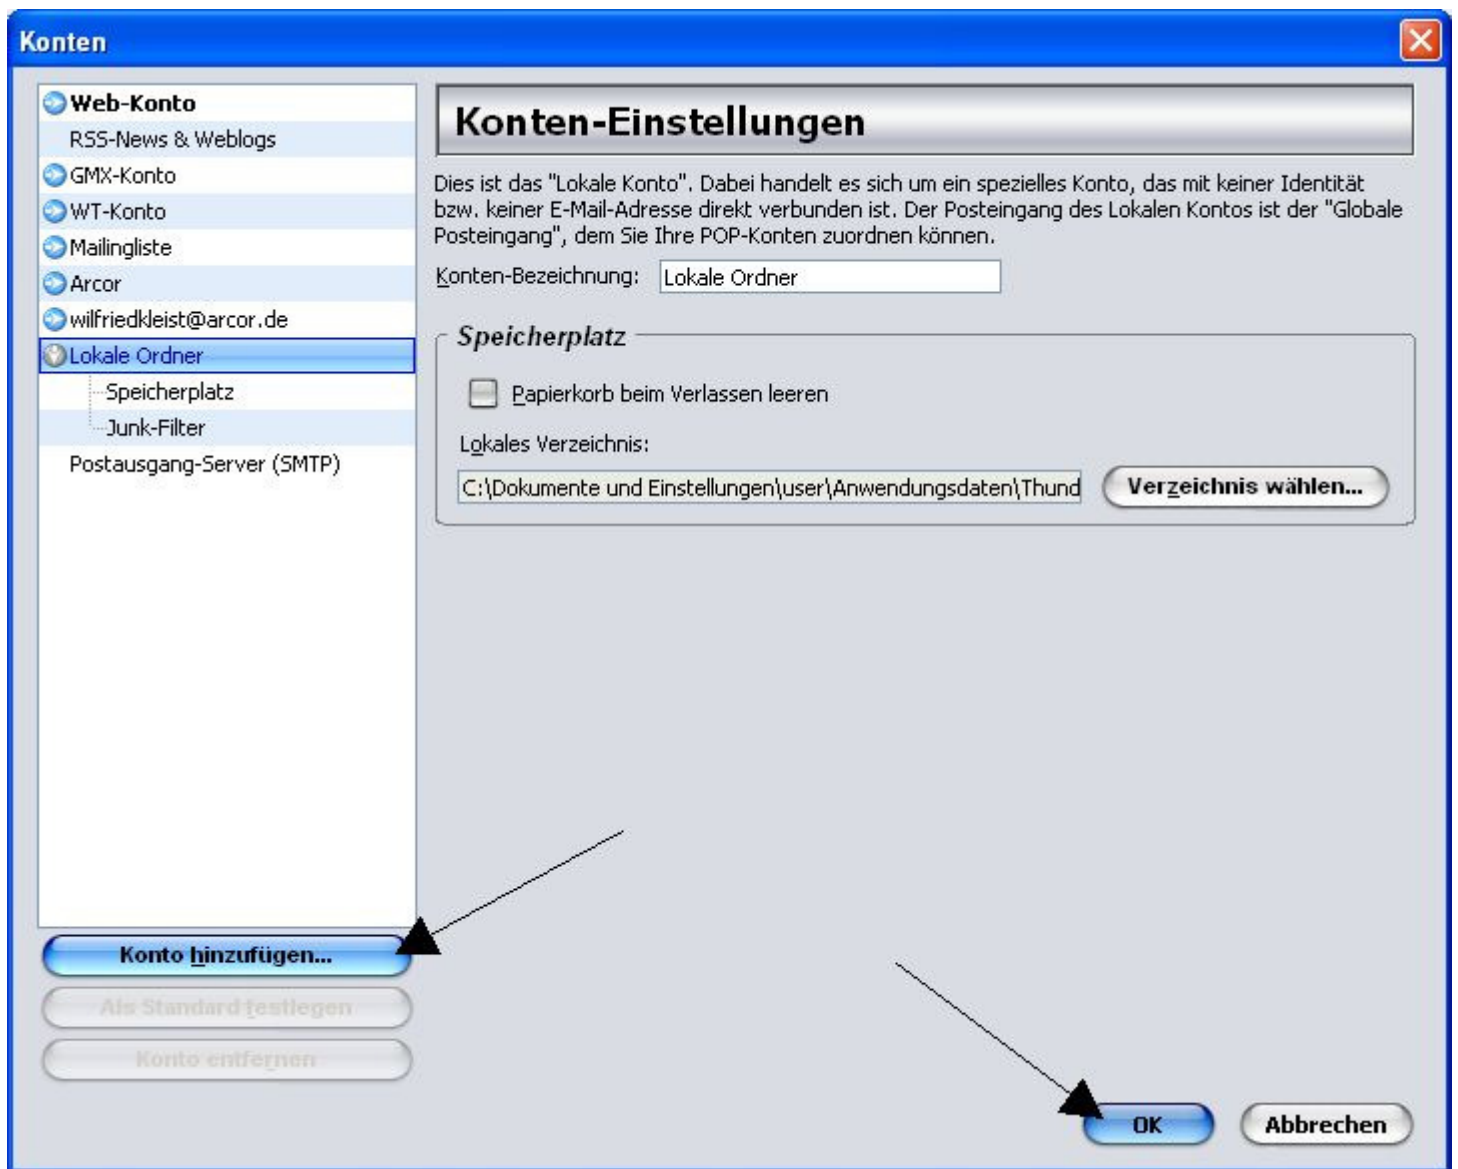 Konten
Web-Konto
RSS-News & Weblogs
GMX-Konto
WT-Konto
Mailingliste
Arcor
wilfriedkleist@arcor.de
Lokale Ordner
Speicherplatz
Junk-Filter
Postausgang-Server (SMTP)
Konto hinzufügen...
Als Standard festlegen
Konto entfernen
Konten-Einstellungen
Dies ist das "Lokale Konto". Dabei handelt es sich um ein spezielles Konto, das mit keiner Identität
bzw. keiner E-Mail-Adresse direkt verbunden ist. Der Posteingang des Lokalen Kontos ist der "Globale
Posteingang", dem Sie Ihre POP-Konten zuordnen können.
Konten-Bezeichnung: Lokale Ordner
Speicherplatz
Papierkorb beim Verlassen leeren
Lokales Verzeichnis:
C:\Dokumente und Einstellungen\user\Anwendungsdaten\Thund Verzeichnis wählen...
OK Abbrechen